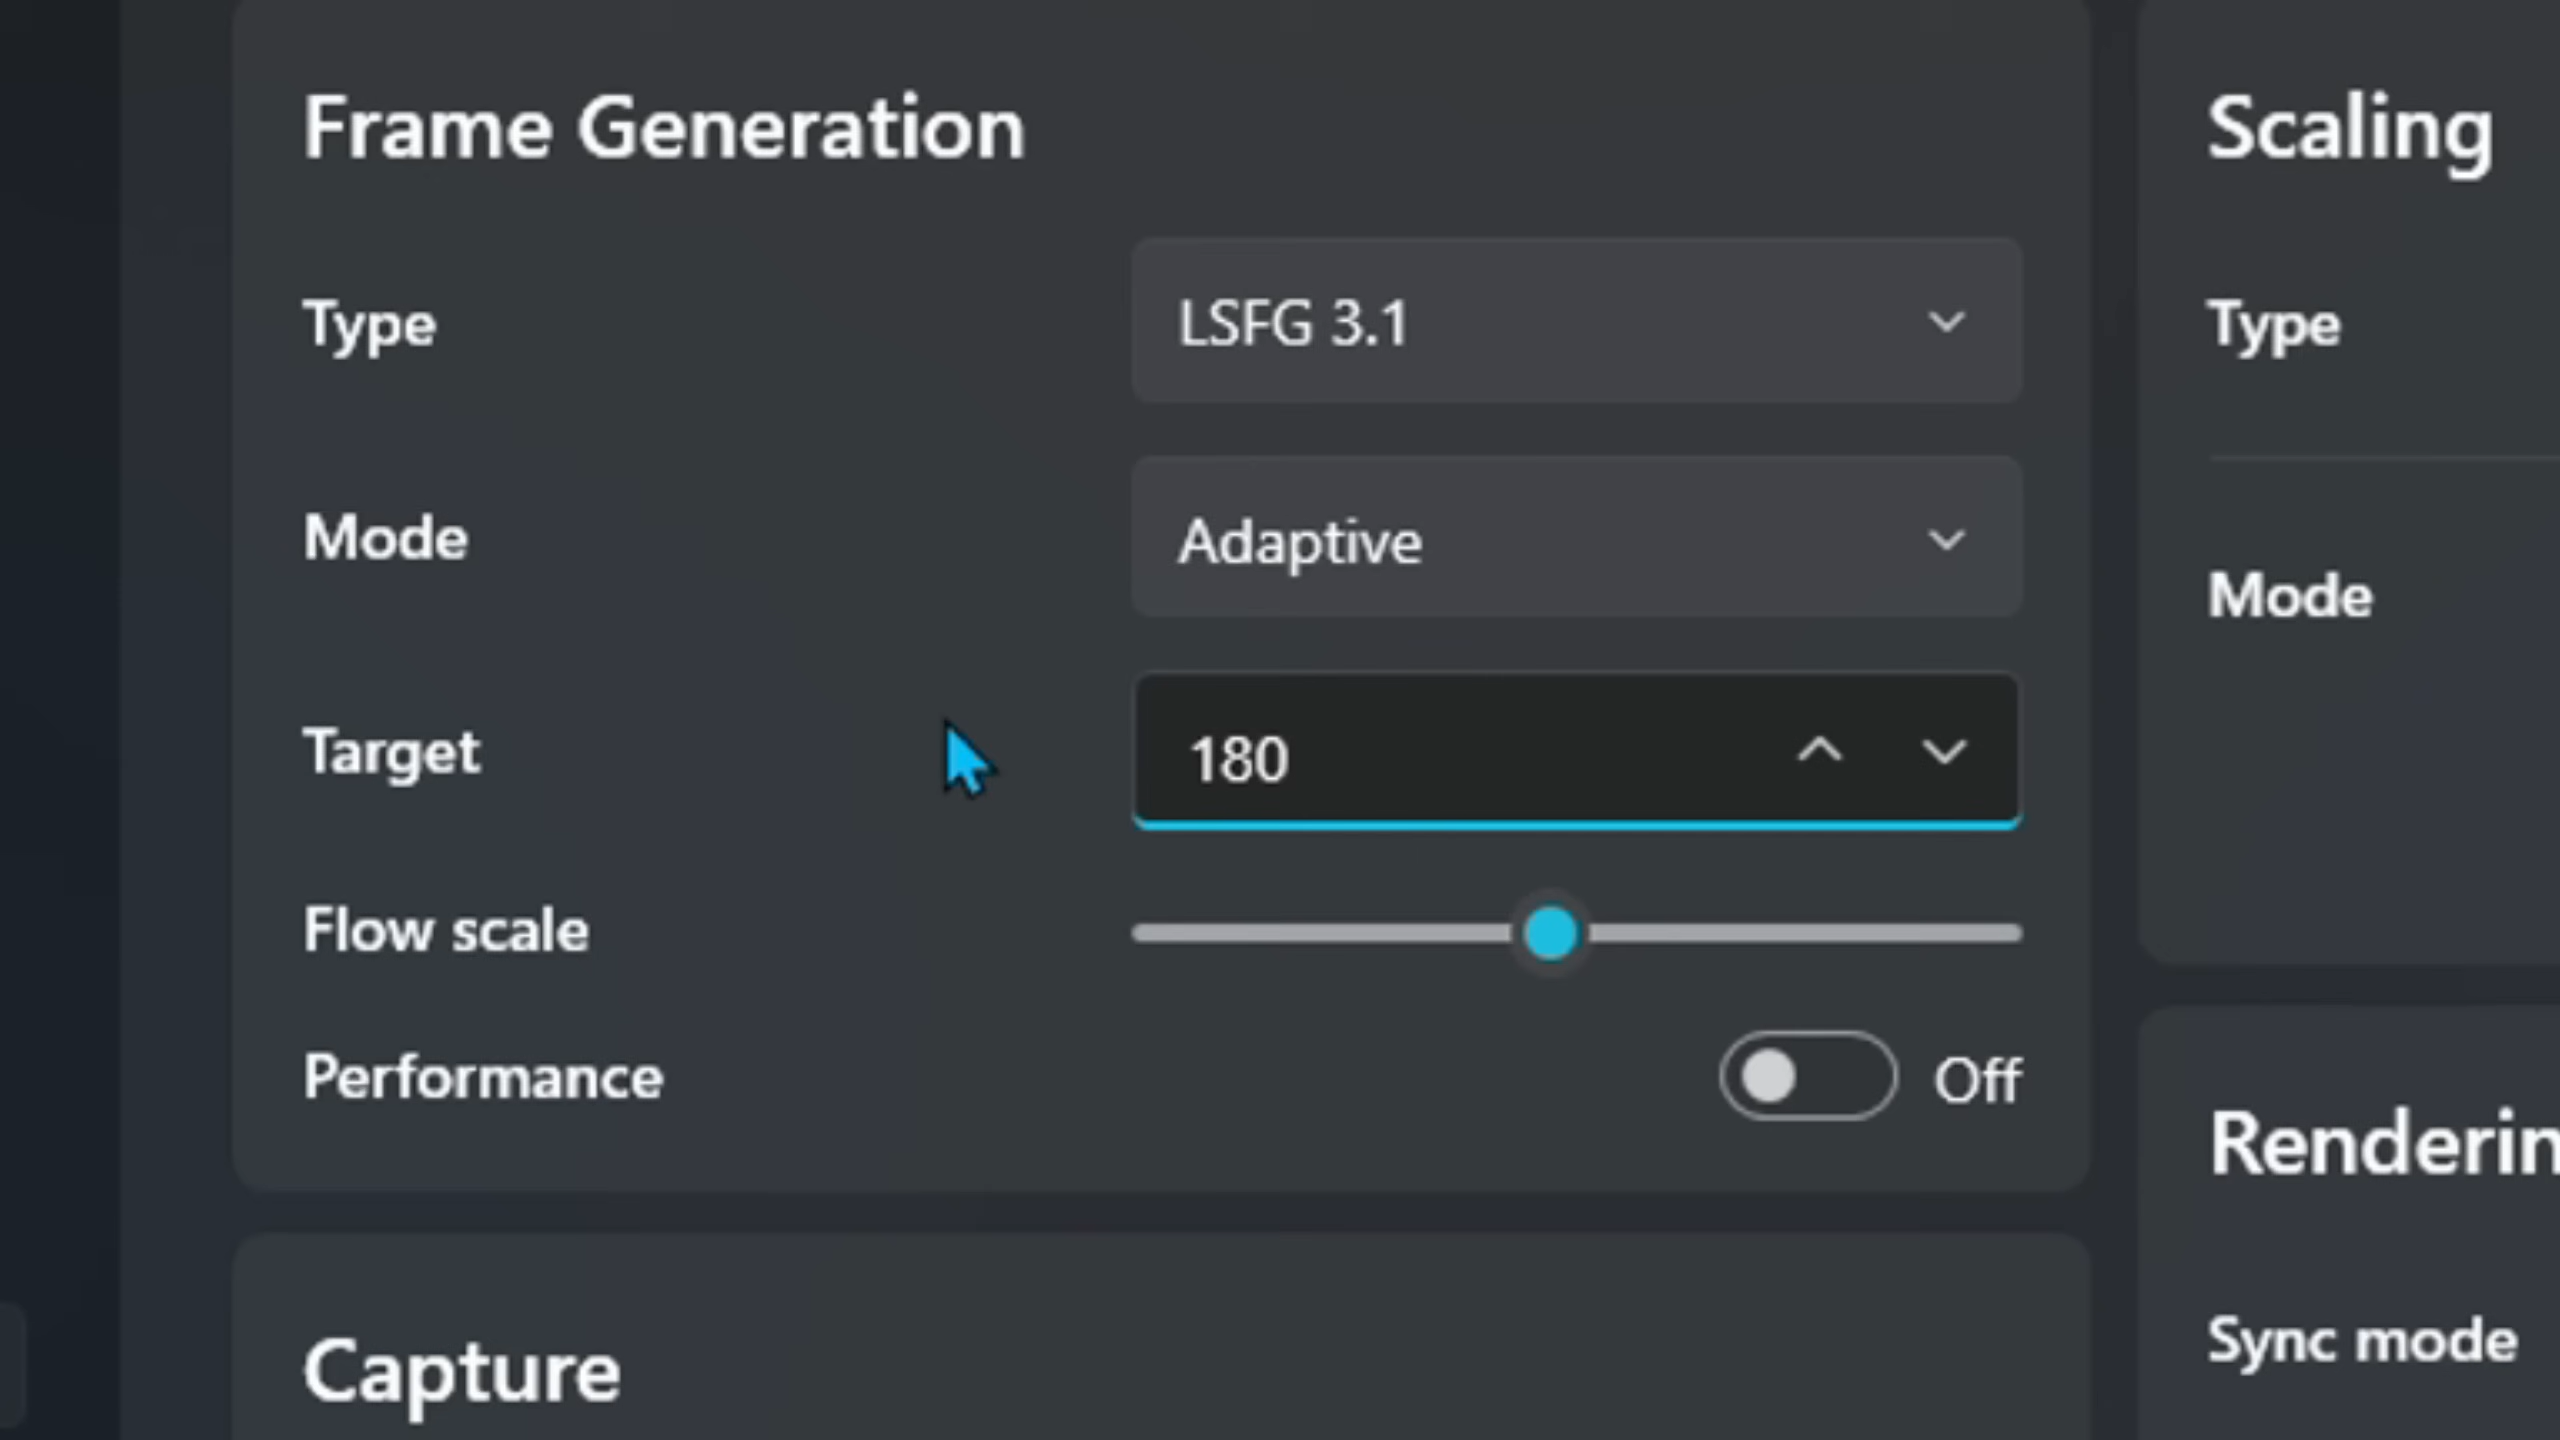 Frame Generation
Type
LSFG 3.1
Mode
Adaptive
Target
180
Flow scale
Performance
Off
Capture
Scaling
Type
Mode
Renderin
Sync mode